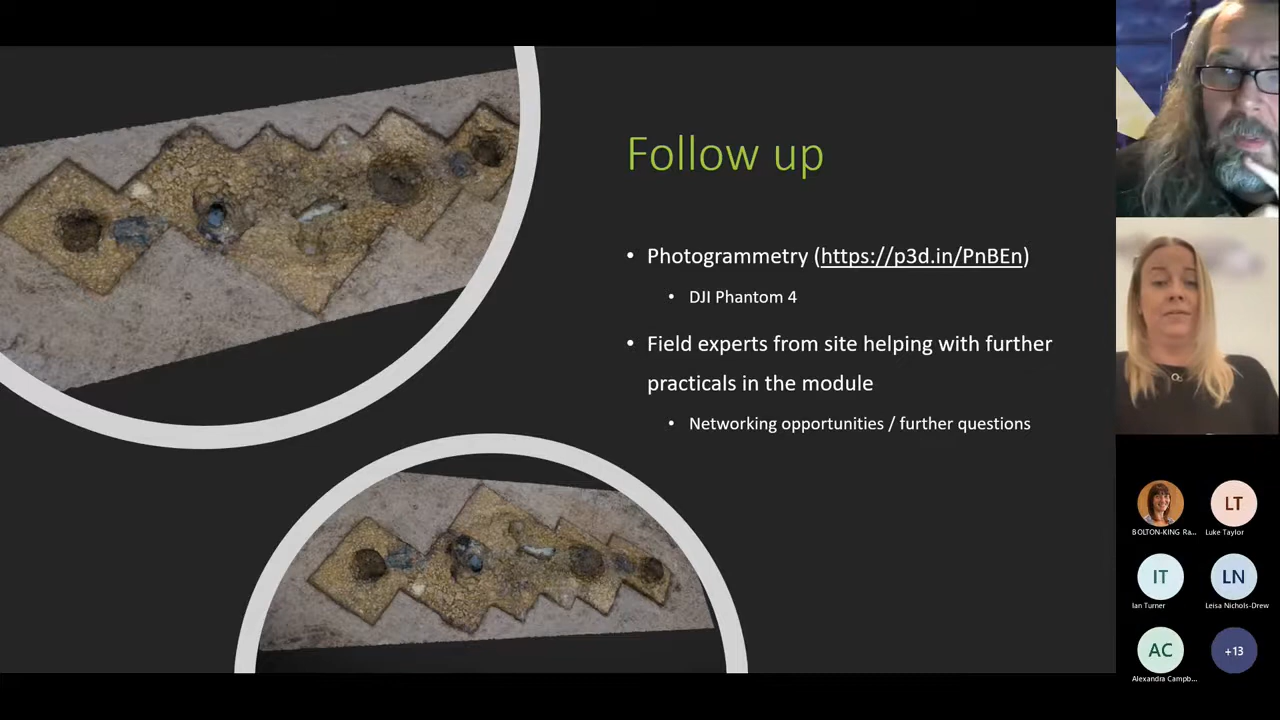 Follow up
• Photogrammetry (https://p3d.in/PnBEn)
• DJI Phantom 4
• Field experts from site helping with further
practicals in the module
• Networking opportunities / further questions
BOLTON-KING Ra...
LT
Luke Taylor
IT
Ian Turner
LN
Leisa Nichols-Drew
AC
Alexandra Campb...
+13